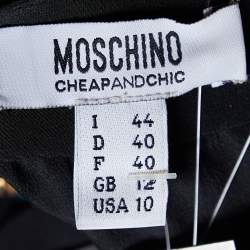 MOSCHINO
CHEAPANDCHIC
I 44
D 40
F 40
GB 12
USA 10